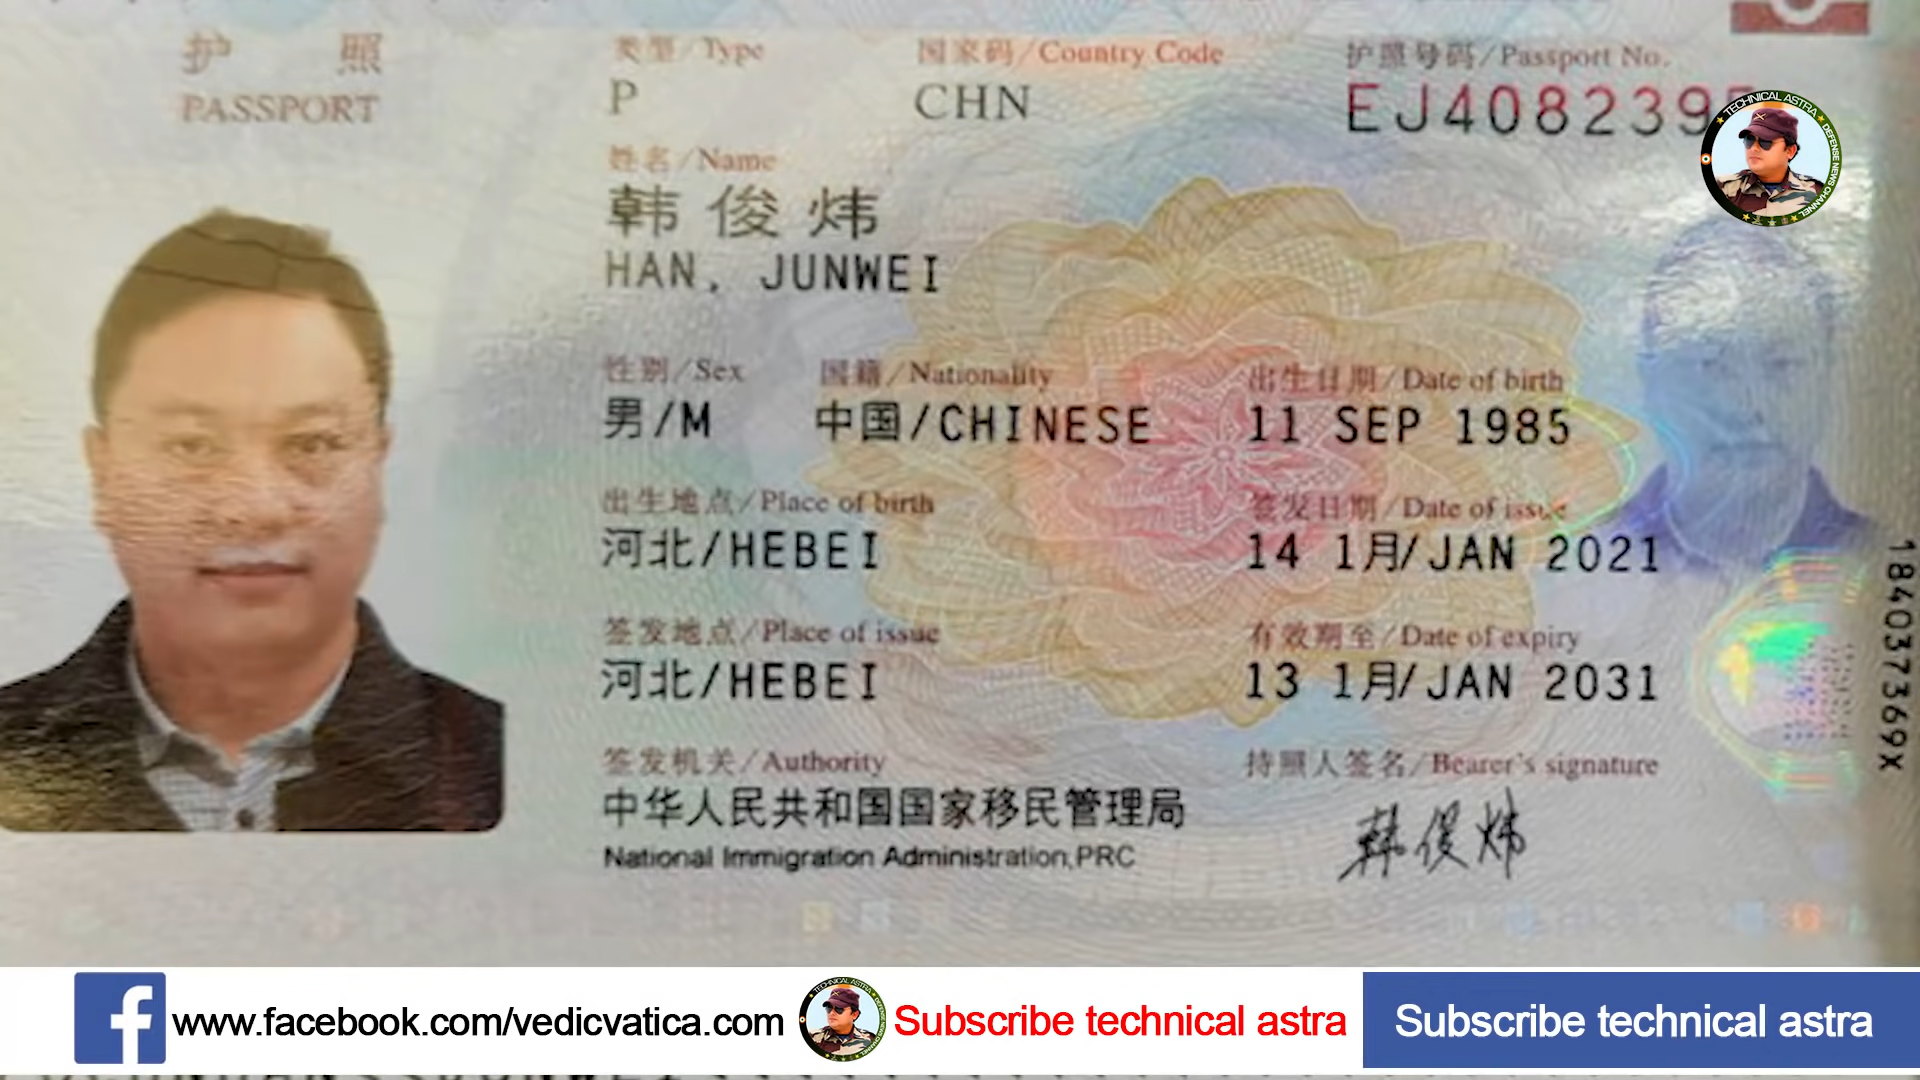 护 照
PASSPORT
类型/Type
P
国家码/Country Code
CHN
护照号码/Passport No.
EJ408239
姓名/Name
韩俊炜
HAN, JUNWEI
性别/Sex
男/M
国籍/Nationality
中国/CHINESE
出生日期/Date of birth
11 SEP 1985
出生地点/Place of birth
河北/HEBEI
签发日期/Date of issue
14 1月/JAN 2021
签发地点/Place of issue
河北/HEBEI
有效期至/Date of expiry
13 1月/JAN 2031
签发机关/Authority
中华人民共和国国家移民管理局
National Immigration Administration,PRC
持照人签名/Bearer's signature
韩俊炜
184037369X
TECHNICAL ASTRA
DEFENSE NEWS CHANNEL
f www.facebook.com/vedicvatica.com
Subscribe technical astra
Subscribe technical astra